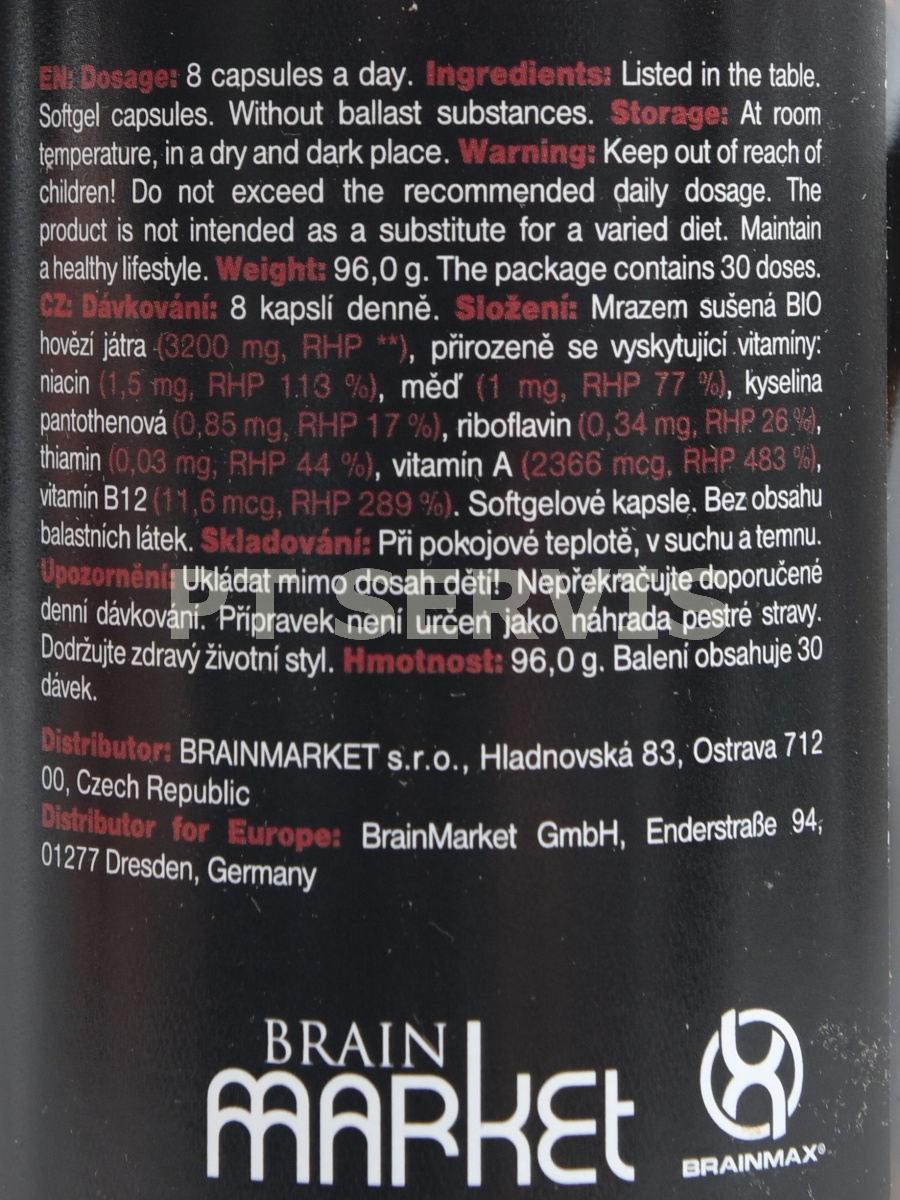 EN: Dosage: 8 capsules a day. Ingredients: Listed in the table.
Softgel capsules. Without ballast substances. Storage: At room
temperature, in a dry and dark place. Warning: Keep out of reach of
children! Do not exceed the recommended daily dosage. The
product is not intended as a substitute for a varied diet. Maintain
a healthy lifestyle. Weight: 96,0 g. The package contains 30 doses.
CZ: Dávkování: 8 kapslí denně. Složení: Mrazem sušená BIO
hovězí játra (3200 mg, RHP **), přirozeně se vyskytující vitamíny:
niacin (1,5 mg, RHP 113 %), měď (1 mg, RHP 77 %), kyselina
pantothenová (0,85 mg, RHP 17 %), riboflavin (0,34 mg, RHP 26 %),
thiamin (0,03 mg, RHP 44 %), vitamín A (2366 mcg, RHP 483 %),
vitamín B12 (11,6 mcg, RHP 289 %). Softgelové kapsle. Bez obsahu
balastních látek. Skladování: Při pokojové teplotě, v suchu a temnu.
Upozornění: Ukládat mimo dosah dětí! Nepřekračujte doporučené
PT SERVIS
denní dávkování. Přípravek není určen jako náhrada pestré stravy.
Dodržujte zdravý životní styl. Hmotnost: 96,0 g. Balení obsahuje 30
dávek.
Distributor: BRAINMARKET s.r.o., Hladnovská 83, Ostrava 712
00, Czech Republic
Distributor for Europe: BrainMarket GmbH, Enderstraße 94,
01277 Dresden, Germany
BRAIN
MARKET
BRAINMAX®